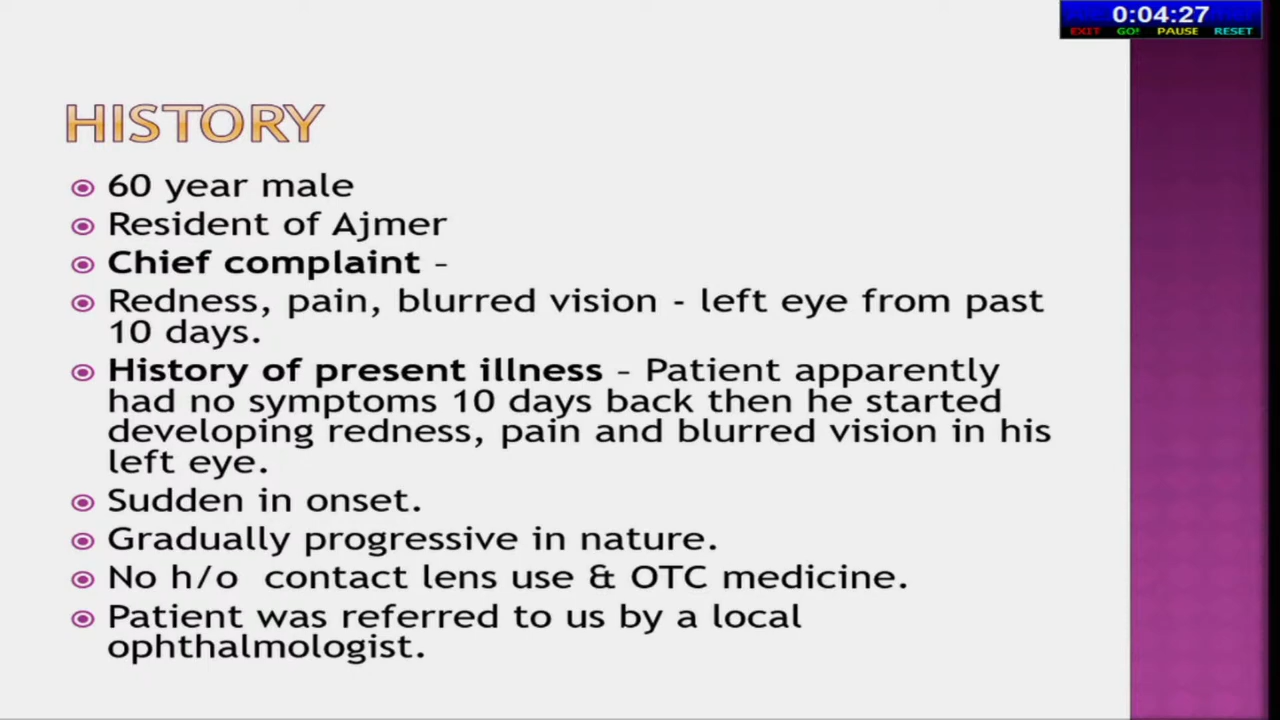 0:04:27
EXIT GO! PAUSE RESET
HISTORY
60 year male
Resident of Ajmer
Chief complaint –
Redness, pain, blurred vision - left eye from past
10 days.
History of present illness – Patient apparently
had no symptoms 10 days back then he started
developing redness, pain and blurred vision in his
left eye.
Sudden in onset.
Gradually progressive in nature.
No h/o contact lens use & OTC medicine.
Patient was referred to us by a local
ophthalmologist.